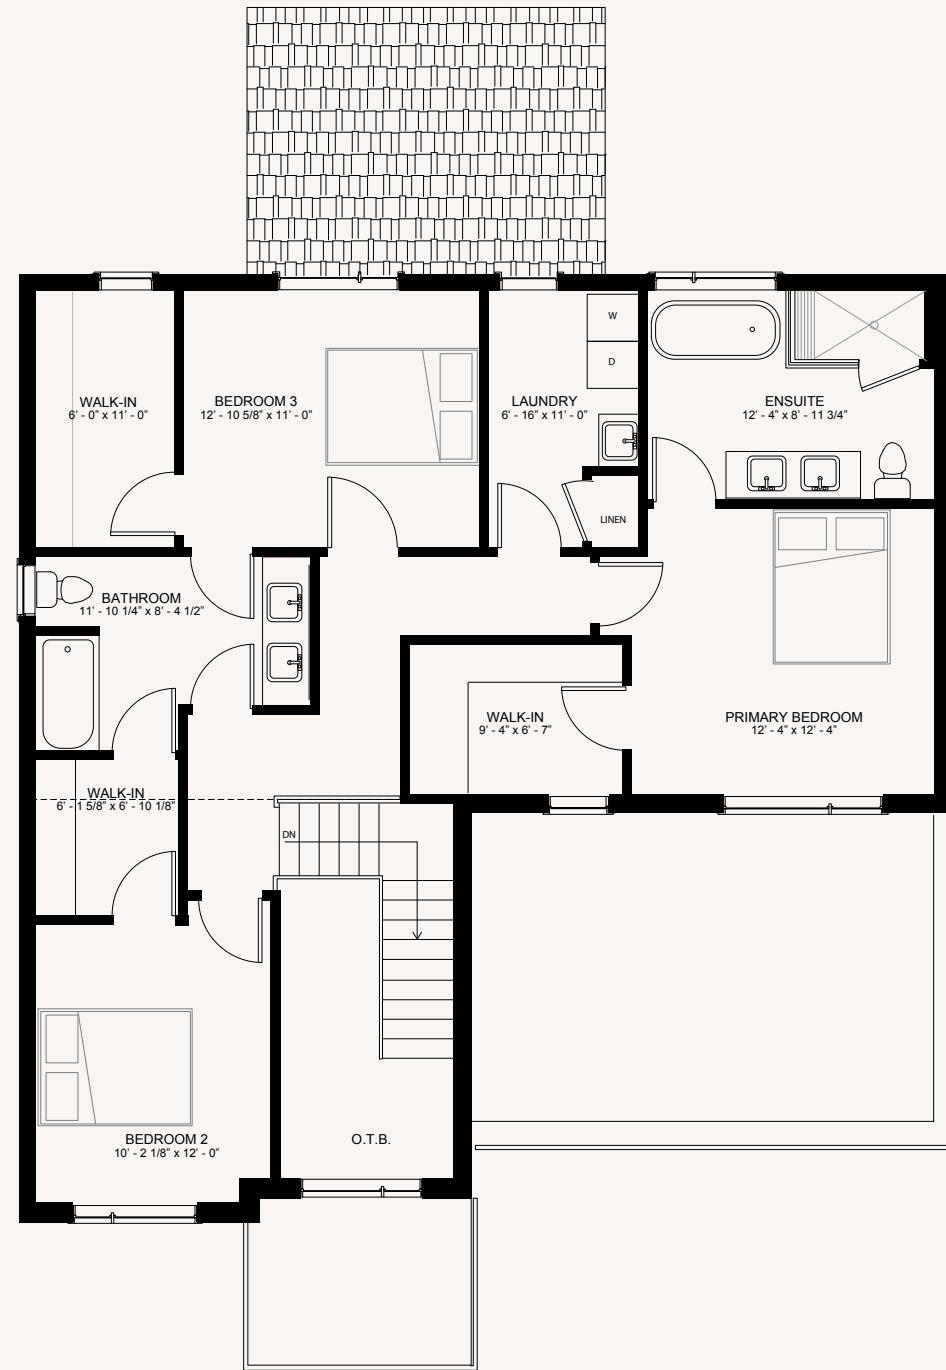 W
D
WALK-IN
6' - 0" x 11' - 0"
BEDROOM 3
12' - 10 5/8" x 11' - 0"
LAUNDRY
6' - 16" x 11' - 0"
ENSUITE
12' - 4" x 8' - 11 3/4"
LINEN
BATHROOM
11' - 10 1/4" x 8' - 4 1/2"
WALK-IN
9' - 4" x 6' - 7"
PRIMARY BEDROOM
12' - 4" x 12' - 4"
WALK-IN
6' - 1 5/8" x 6' - 10 1/8"
DN
BEDROOM 2
10' - 2 1/8" x 12' - 0"
O.T.B.